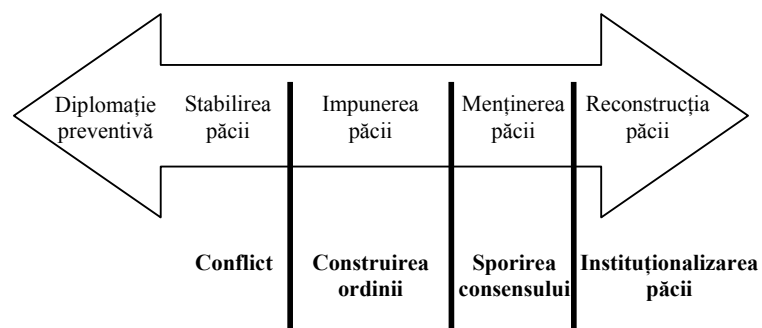 Diplomație
preventivă
Stabilirea
păcii
Impunerea
păcii
Menținerea
păcii
Reconstrucția
păcii
Conflict
Construirea
ordinii
Sporirea
consensului
Instituționalizarea
păcii